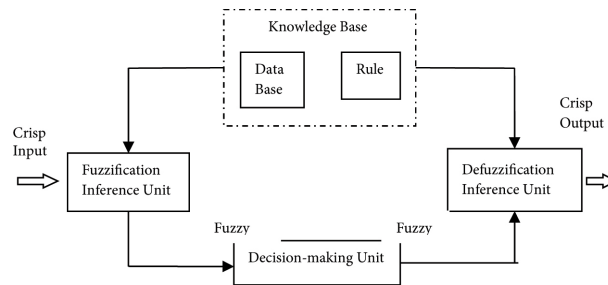 Knowledge Base
Data
Base
Rule
Crisp
Input
Crisp
Output
Fuzzification
Inference Unit
Defuzzification
Inference Unit
Fuzzy
Fuzzy
Decision-making Unit